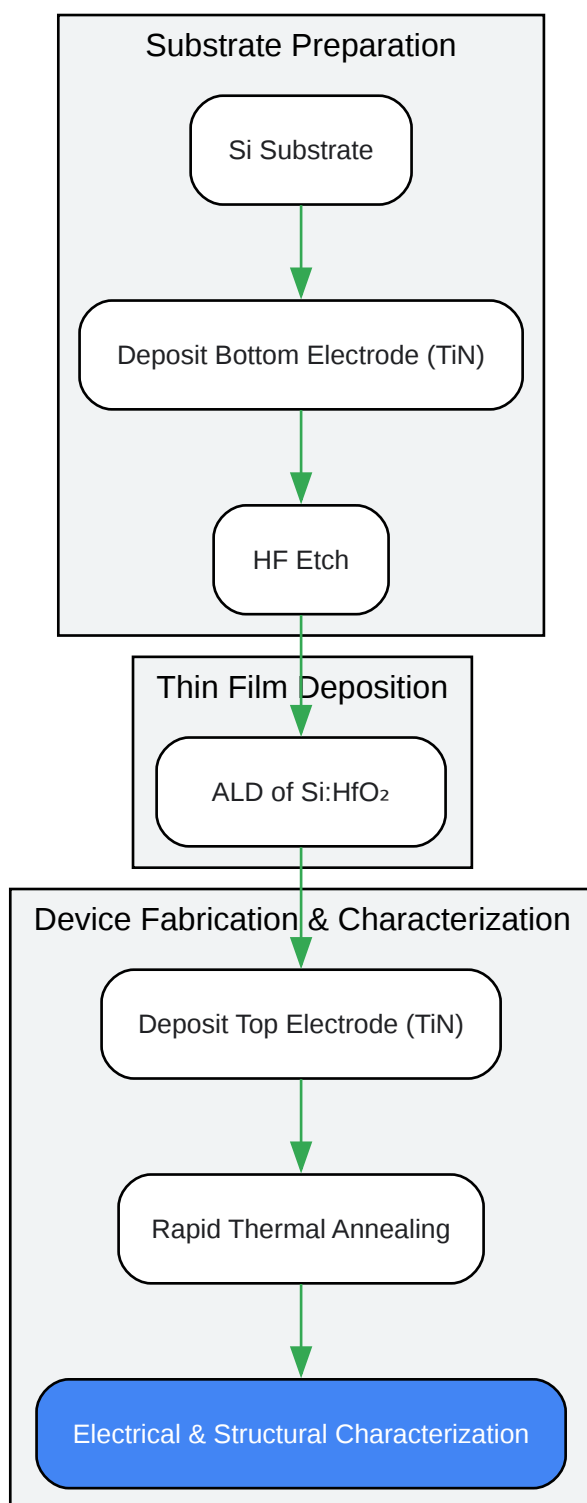 Substrate Preparation
Si Substrate
Deposit Bottom Electrode (TiN)
HF Etch
Thin Film Deposition
ALD of Si:HfO₂
Device Fabrication & Characterization
Deposit Top Electrode (TiN)
Rapid Thermal Annealing
Electrical & Structural Characterization